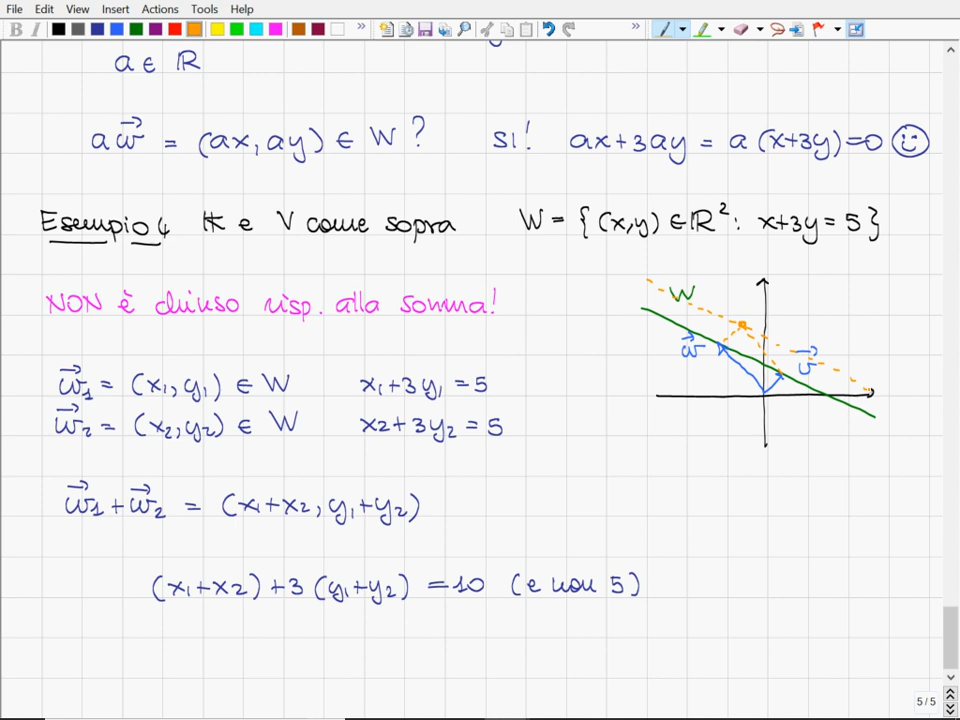 File Edit View Insert Actions Tools Help
B I » »
a ∈ ℝ
a w⃗ = (ax, ay) ∈ W ? SI! ax+3ay = a (x+3y)=0
Esempio 4 K e V come sopra W = { (x,y) ∈ ℝ²: x+3y = 5 }
NON è chiuso risp. alla somma!
W
w⃗ v⃗
w⃗1 = (x1, y1) ∈ W x1+3y1 = 5
w⃗2 = (x2, y2) ∈ W x2+3y2 = 5
w⃗1 + w⃗2 = (x1+x2, y1+y2)
(x1+x2)+3(y1+y2) = 10 (e non 5)
5 / 5